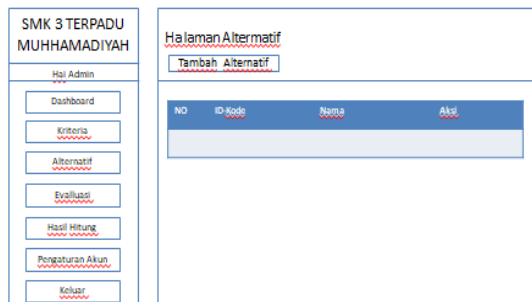 SMK 3 TERPADU
MUHHAMADIYAH
Hai Admin
Dashboard
Kriteria
Alternatif
Evalluasi
Hasil Hitung
Pengaturan Akun
Keluar
Halaman Altermatif
Tambah Alternatif
NO ID-Kode Nama Aksi